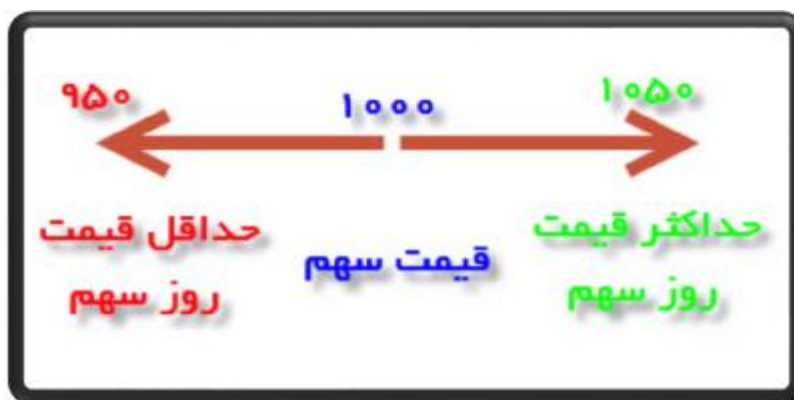 ۱۰۵۰
۱۰۰۰
۹۵۰
حداکثر قیمت
روز سهم
قیمت سهم
حداقل قیمت
روز سهم